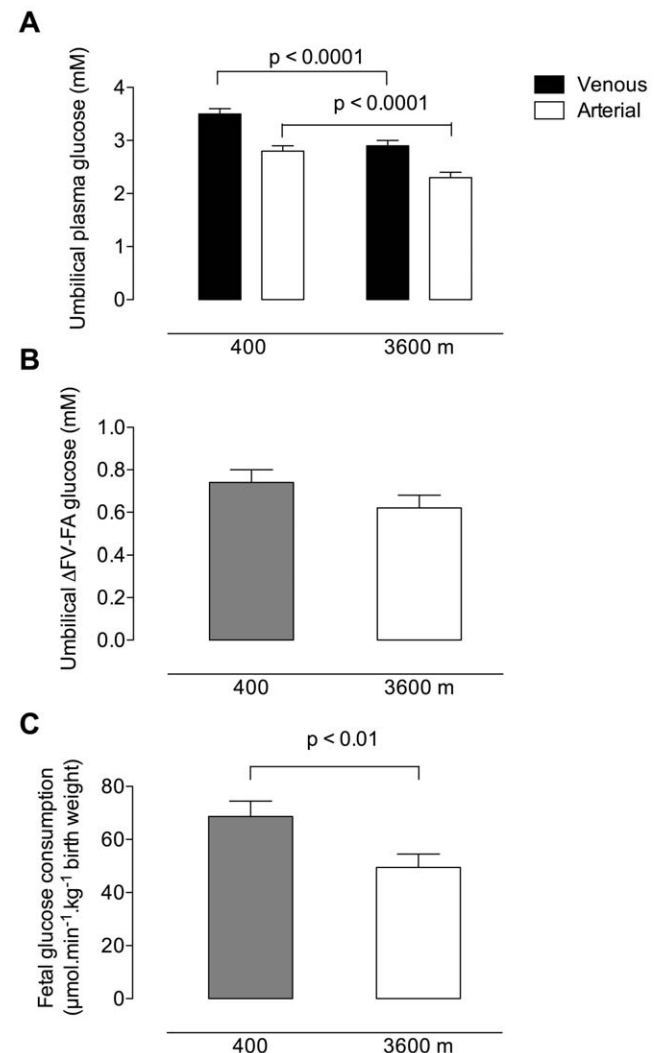 A
Umbilical plasma glucose (mM)
p < 0.0001
p < 0.0001
4
3
2
1
0
400 3600 m
Venous
Arterial
B
Umbilical ΔFV-FA glucose (mM)
1.0
0.8
0.6
0.4
0.2
0.0
400 3600 m
C
Fetal glucose consumption
(µmol.min⁻¹.kg⁻¹ birth weight)
p < 0.01
80
60
40
20
0
400 3600 m